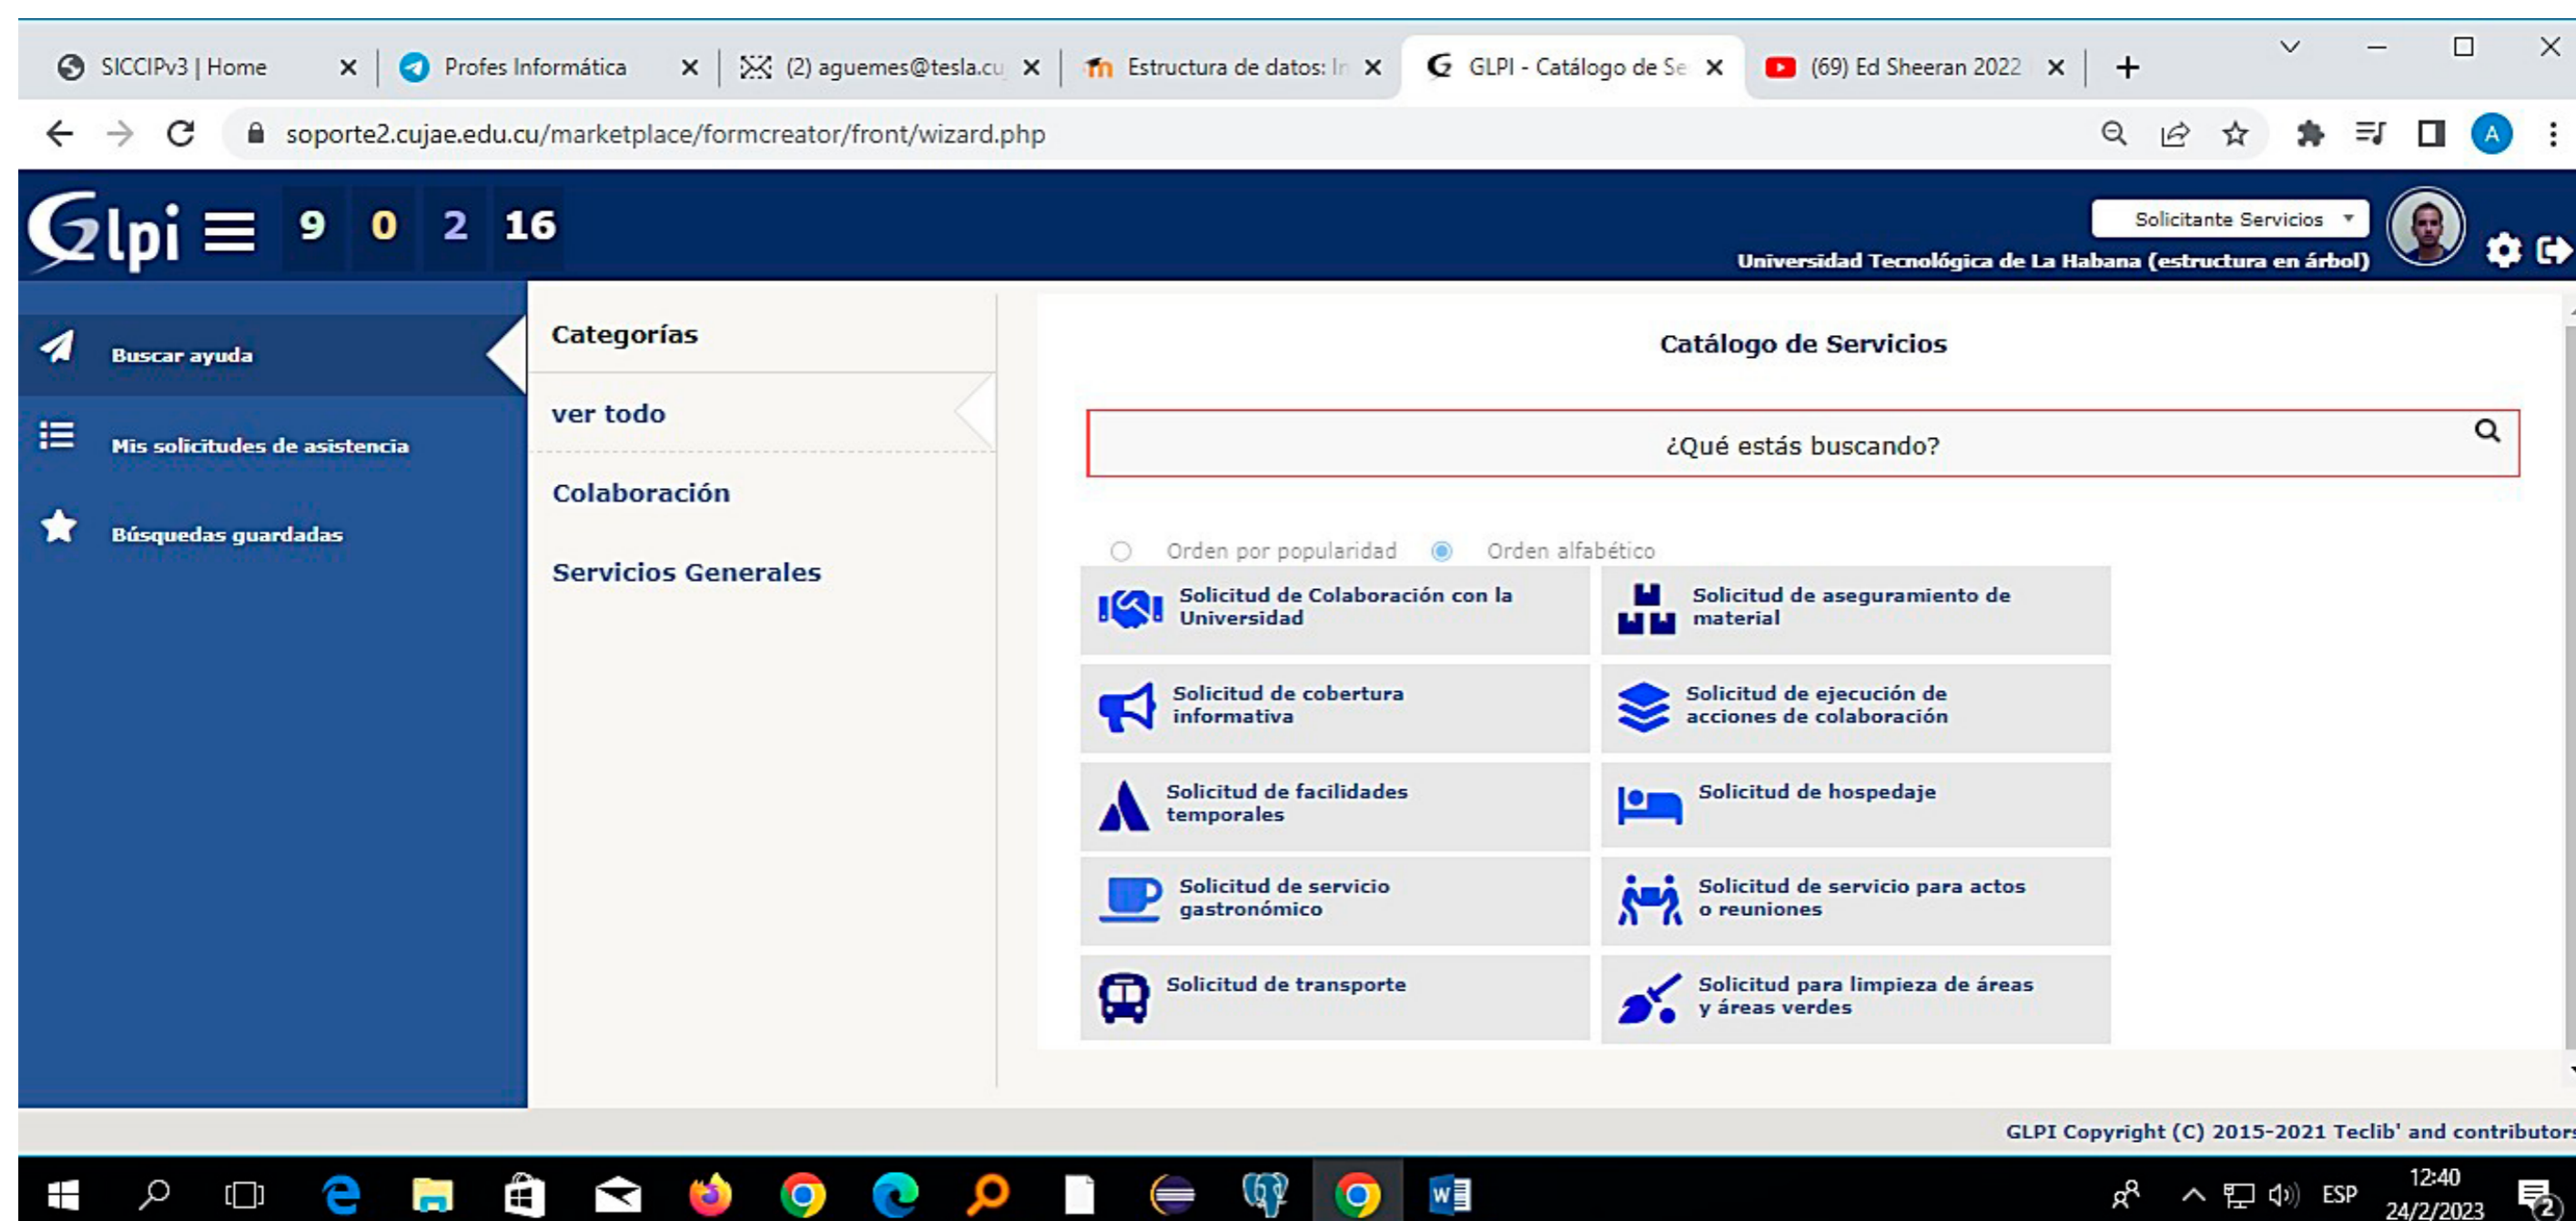 SICCIPv3 | Home
Profes Informática
(2) aguemes@tesla.cu
Estructura de datos: In
GLPI - Catálogo de Se
(69) Ed Sheeran 2022
soporte2.cujae.edu.cu/marketplace/formcreator/front/wizard.php
A
Glpi
9 0 2 16
Solicitante Servicios
Universidad Tecnológica de La Habana (estructura en árbol)
Buscar ayuda
Mis solicitudes de asistencia
Búsquedas guardadas
Categorías
ver todo
Colaboración
Servicios Generales
Catálogo de Servicios
¿Qué estás buscando?
Orden por popularidad
Orden alfabético
Solicitud de Colaboración con la
Universidad
Solicitud de aseguramiento de
material
Solicitud de cobertura
informativa
Solicitud de ejecución de
acciones de colaboración
Solicitud de facilidades
temporales
Solicitud de hospedaje
Solicitud de servicio
gastronómico
Solicitud de servicio para actos
o reuniones
Solicitud de transporte
Solicitud para limpieza de áreas
y áreas verdes
GLPI Copyright (C) 2015-2021 Teclib' and contributors
ESP
12:40
24/2/2023
2